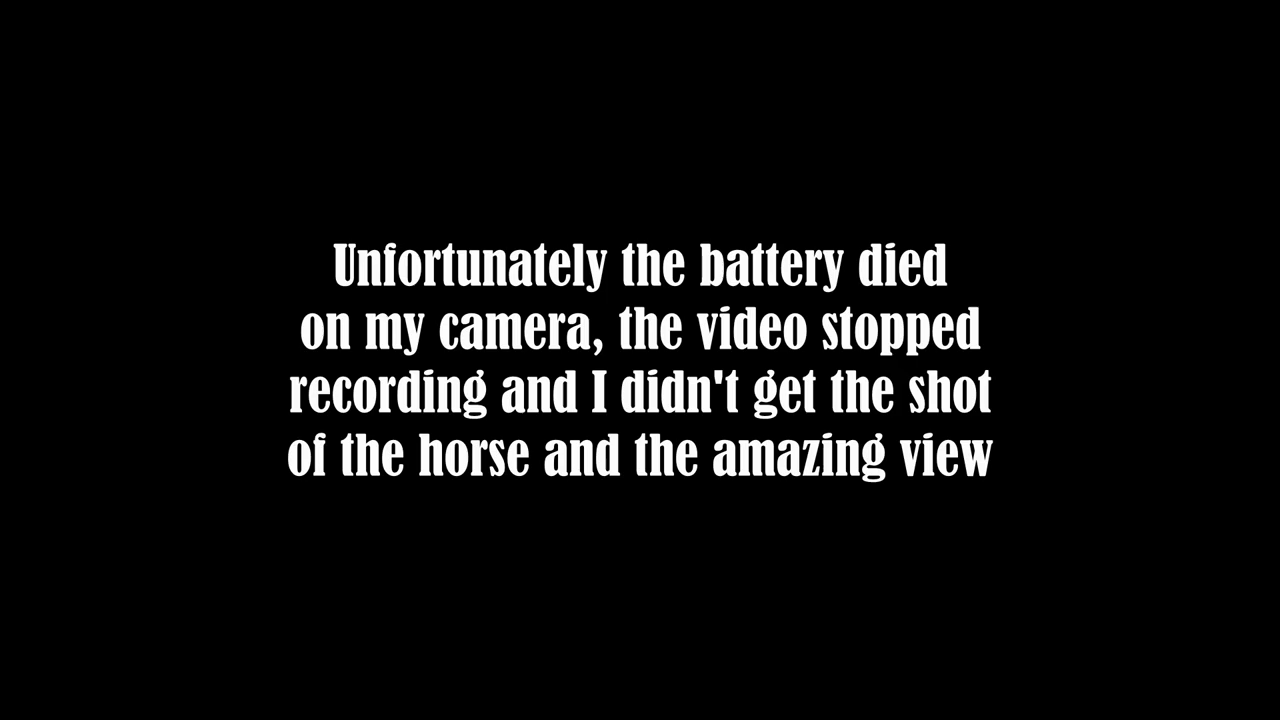 Unfortunately the battery died
on my camera, the video stopped
recording and I didn't get the shot
of the horse and the amazing view